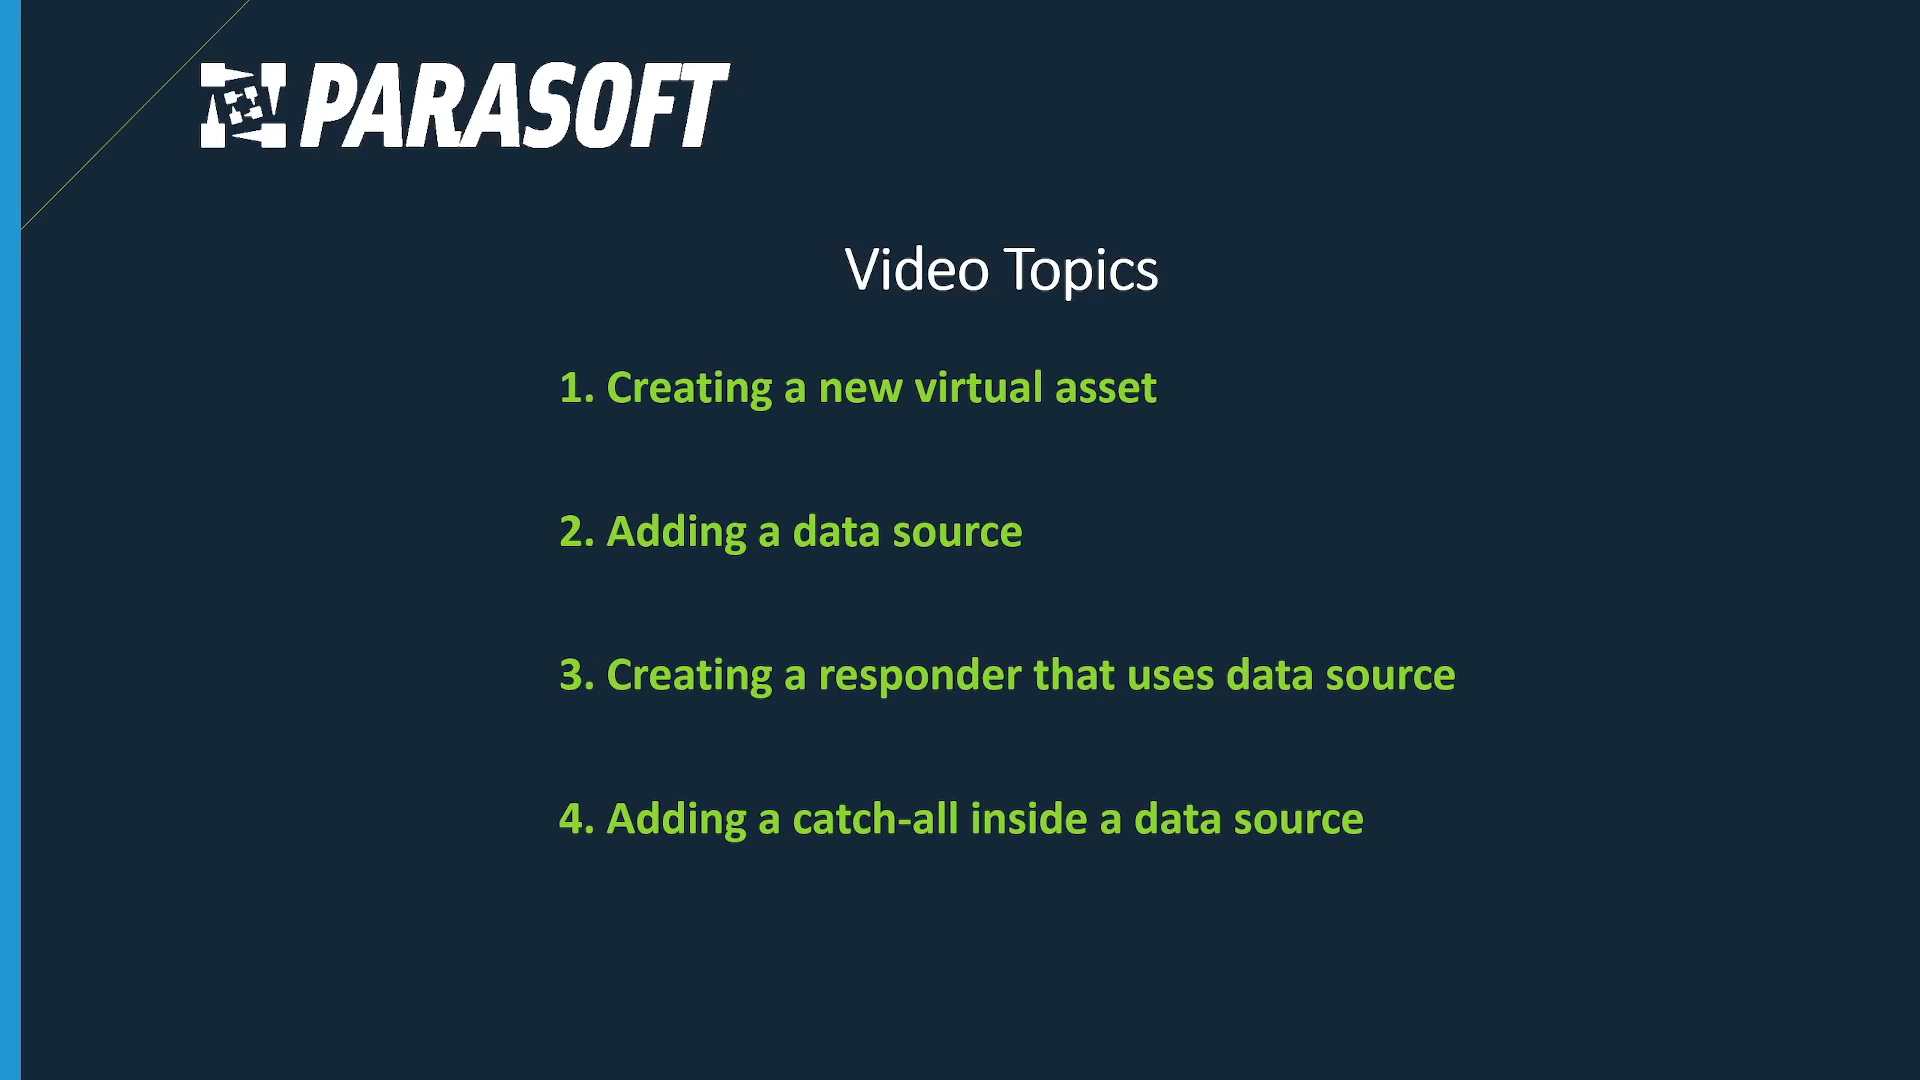 PARASOFT
Video Topics
1. Creating a new virtual asset
2. Adding a data source
3. Creating a responder that uses data source
4. Adding a catch-all inside a data source